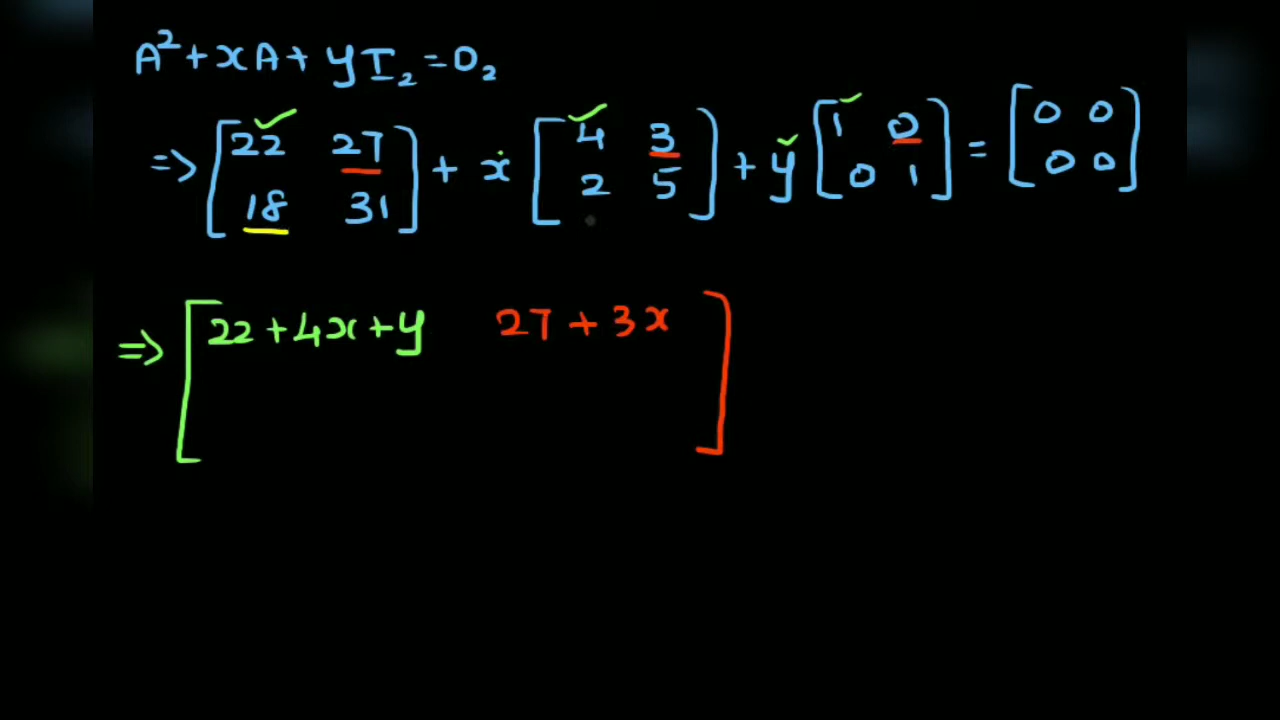 A² + xA + yI₂ = O₂
⇒ [22 27] + x [4 3] + y [1 0] = [0 0]
[18 31] [2 5] [0 1] [0 0]
⇒ [22 + 4x + y 27 + 3x]